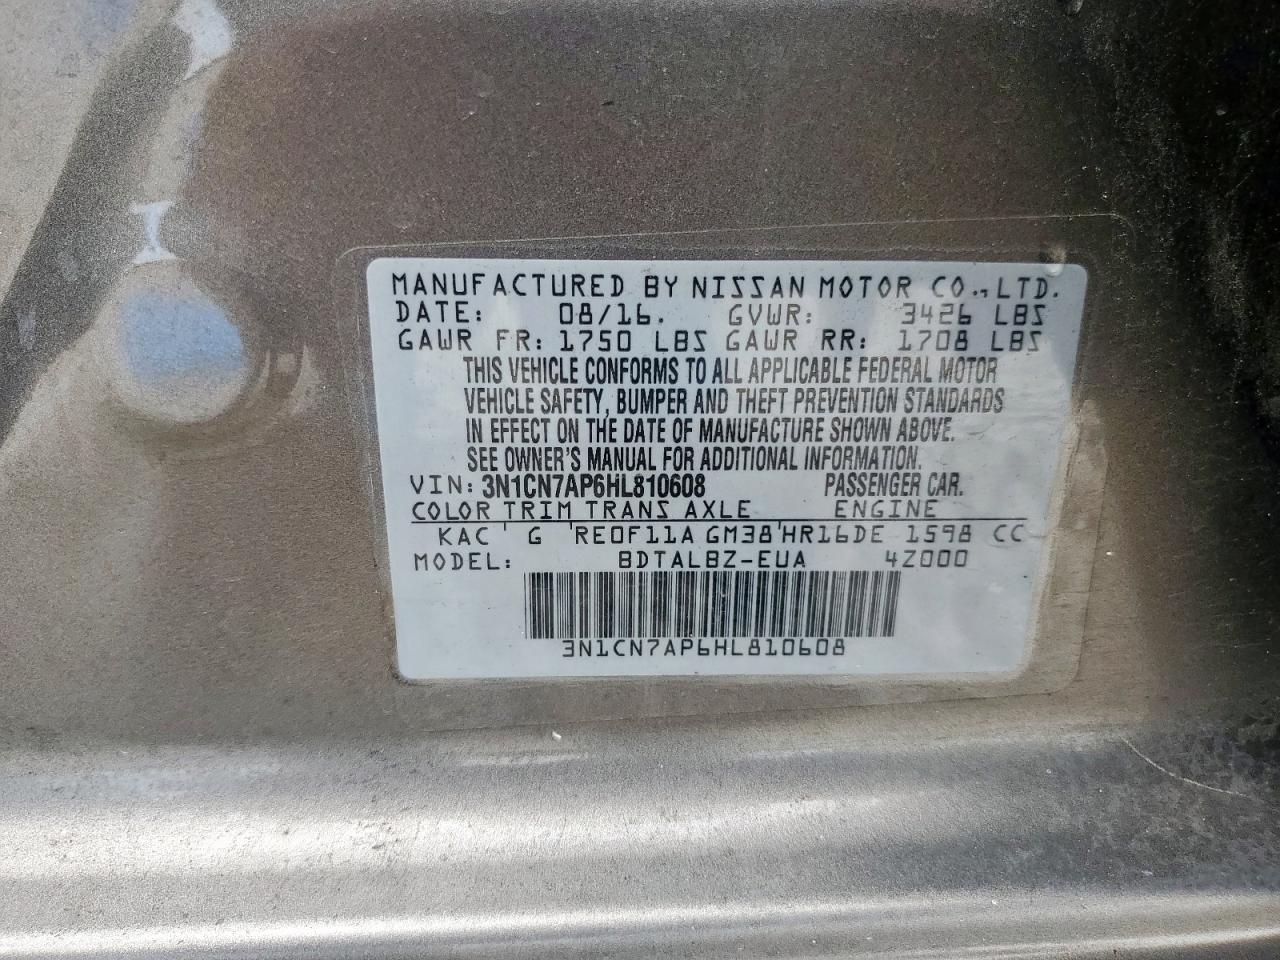 MANUFACTURED BY NISSAN MOTOR CO., LTD.
DATE: 08/16. GVWR: 3426 LBS
GAWR FR: 1750 LBS GAWR RR: 1708 LBS
THIS VEHICLE CONFORMS TO ALL APPLICABLE FEDERAL MOTOR
VEHICLE SAFETY, BUMPER AND THEFT PREVENTION STANDARDS
IN EFFECT ON THE DATE OF MANUFACTURE SHOWN ABOVE.
SEE OWNER'S MANUAL FOR ADDITIONAL INFORMATION.
VIN: 3N1CN7AP6HL810608 PASSENGER CAR.
COLOR TRIM TRANS AXLE ENGINE
KAC G RE0F11A GM38 HR16DE 1598 CC
MODEL: BDTALBZ-EUA 4Z000
3N1CN7AP6HL810608